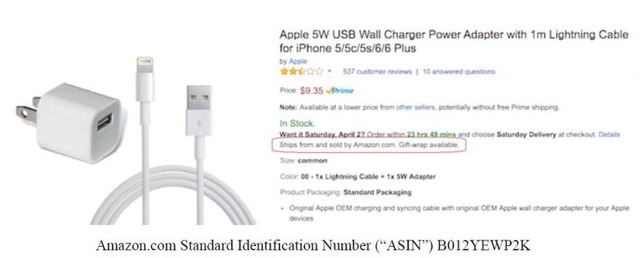 Apple 5W USB Wall Charger Power Adapter with 1m Lightning Cable
for iPhone 5/5c/5s/6/6 Plus
by Apple
537 customer reviews | 10 answered questions
Price: $9.35 Prime
Note: Available at a lower price from other sellers, potentially without free Prime shipping.
In Stock.
Want it Saturday, April 2? Order within 23 hrs 49 mins and choose Saturday Delivery at checkout. Details
Ships from and sold by Amazon.com. Gift-wrap available.
Size: common
Color: 00 - 1x Lightning Cable + 1x 5W Adapter
Product Packaging: Standard Packaging
• Original Apple OEM charging and syncing cable with original OEM Apple wall charger adapter for your Apple
devices
Amazon.com Standard Identification Number (“ASIN”) B012YEWP2K